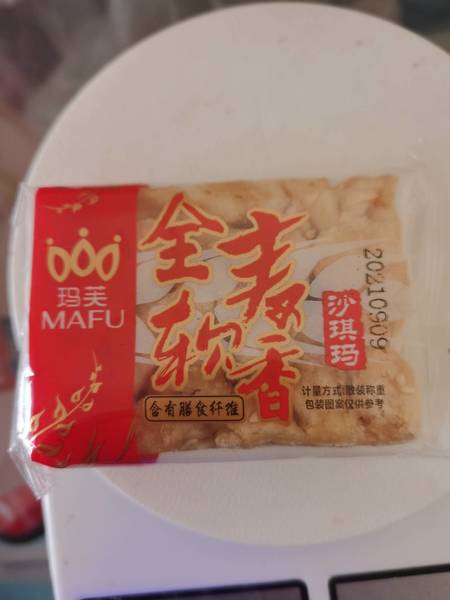 玛芙
MAFU
全麦
软香
沙琪玛
含有膳食纤维
20210909
计量方式:散装称重
包装图案仅供参考